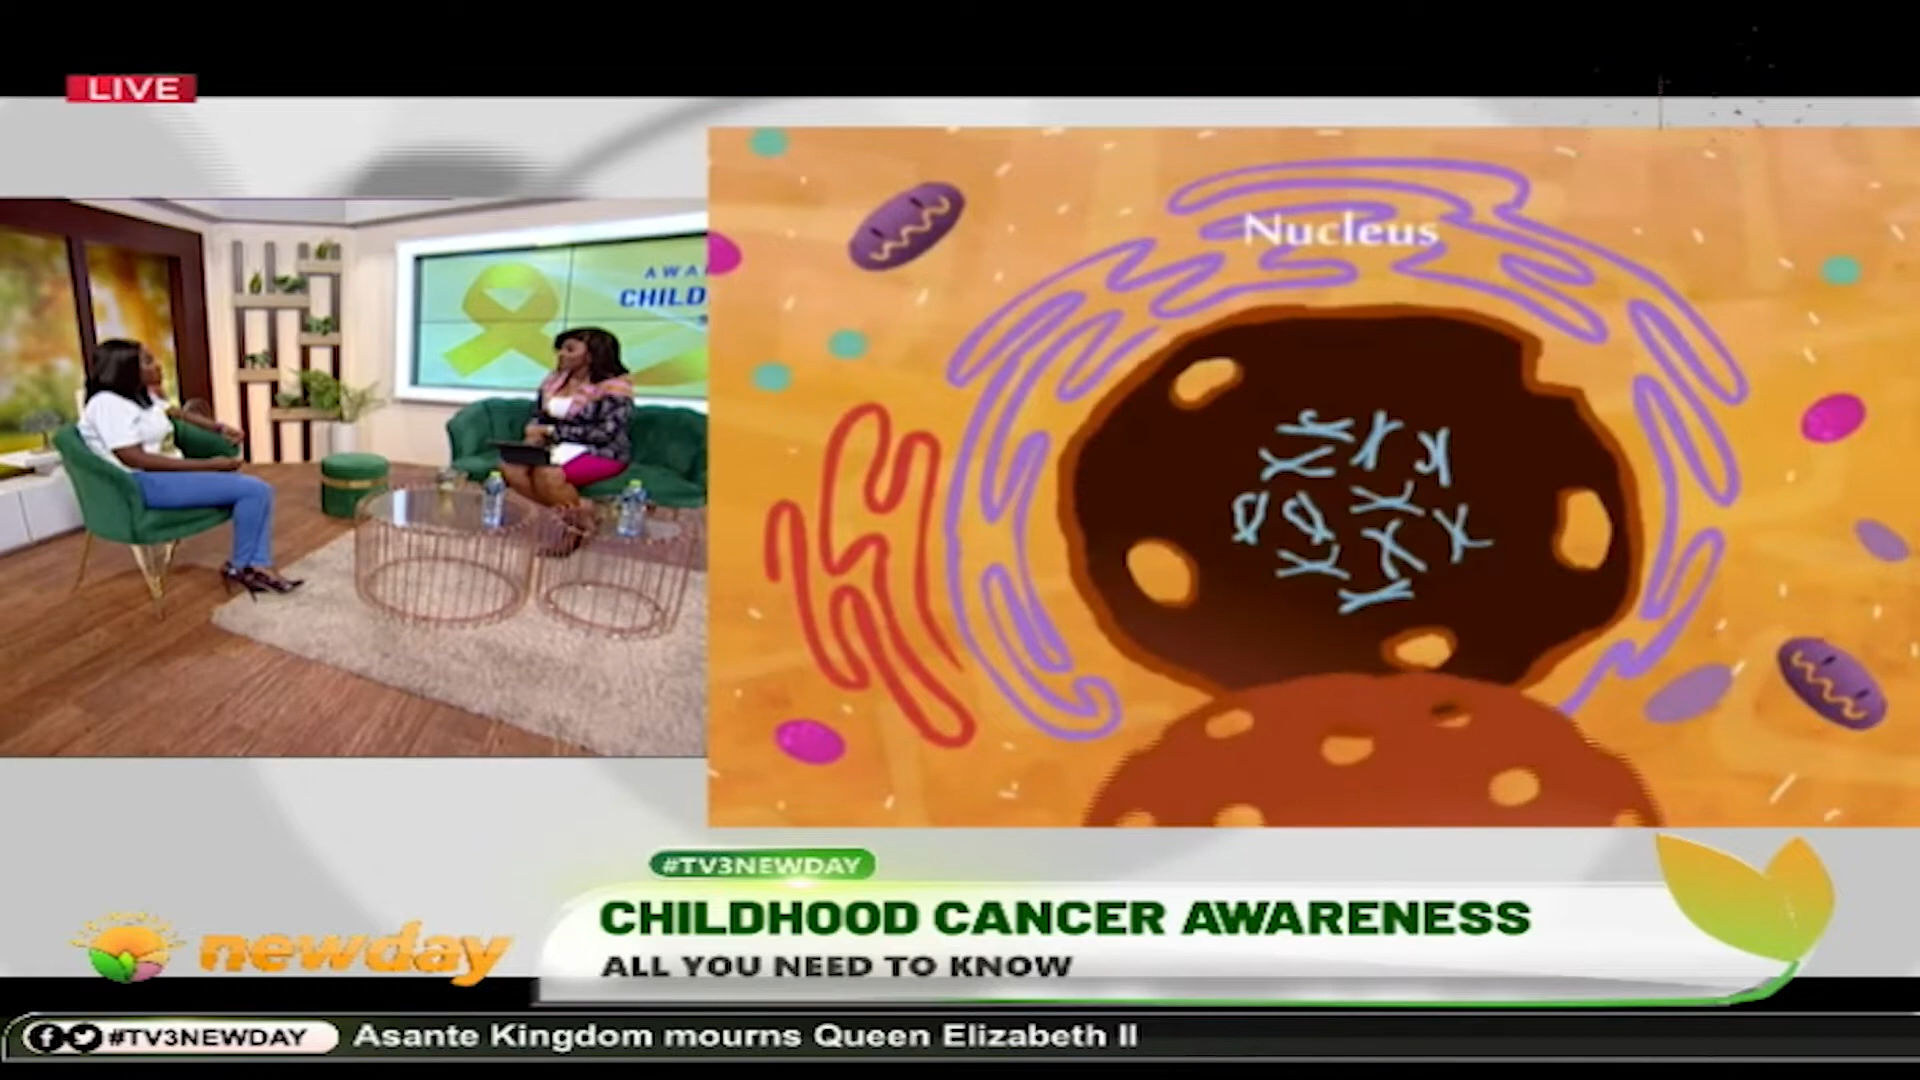 LIVE
AWA
CHILD
Nucleus
#TV3NEWDAY
CHILDHOOD CANCER AWARENESS
ALL YOU NEED TO KNOW
newday
#TV3NEWDAY Asante Kingdom mourns Queen Elizabeth II